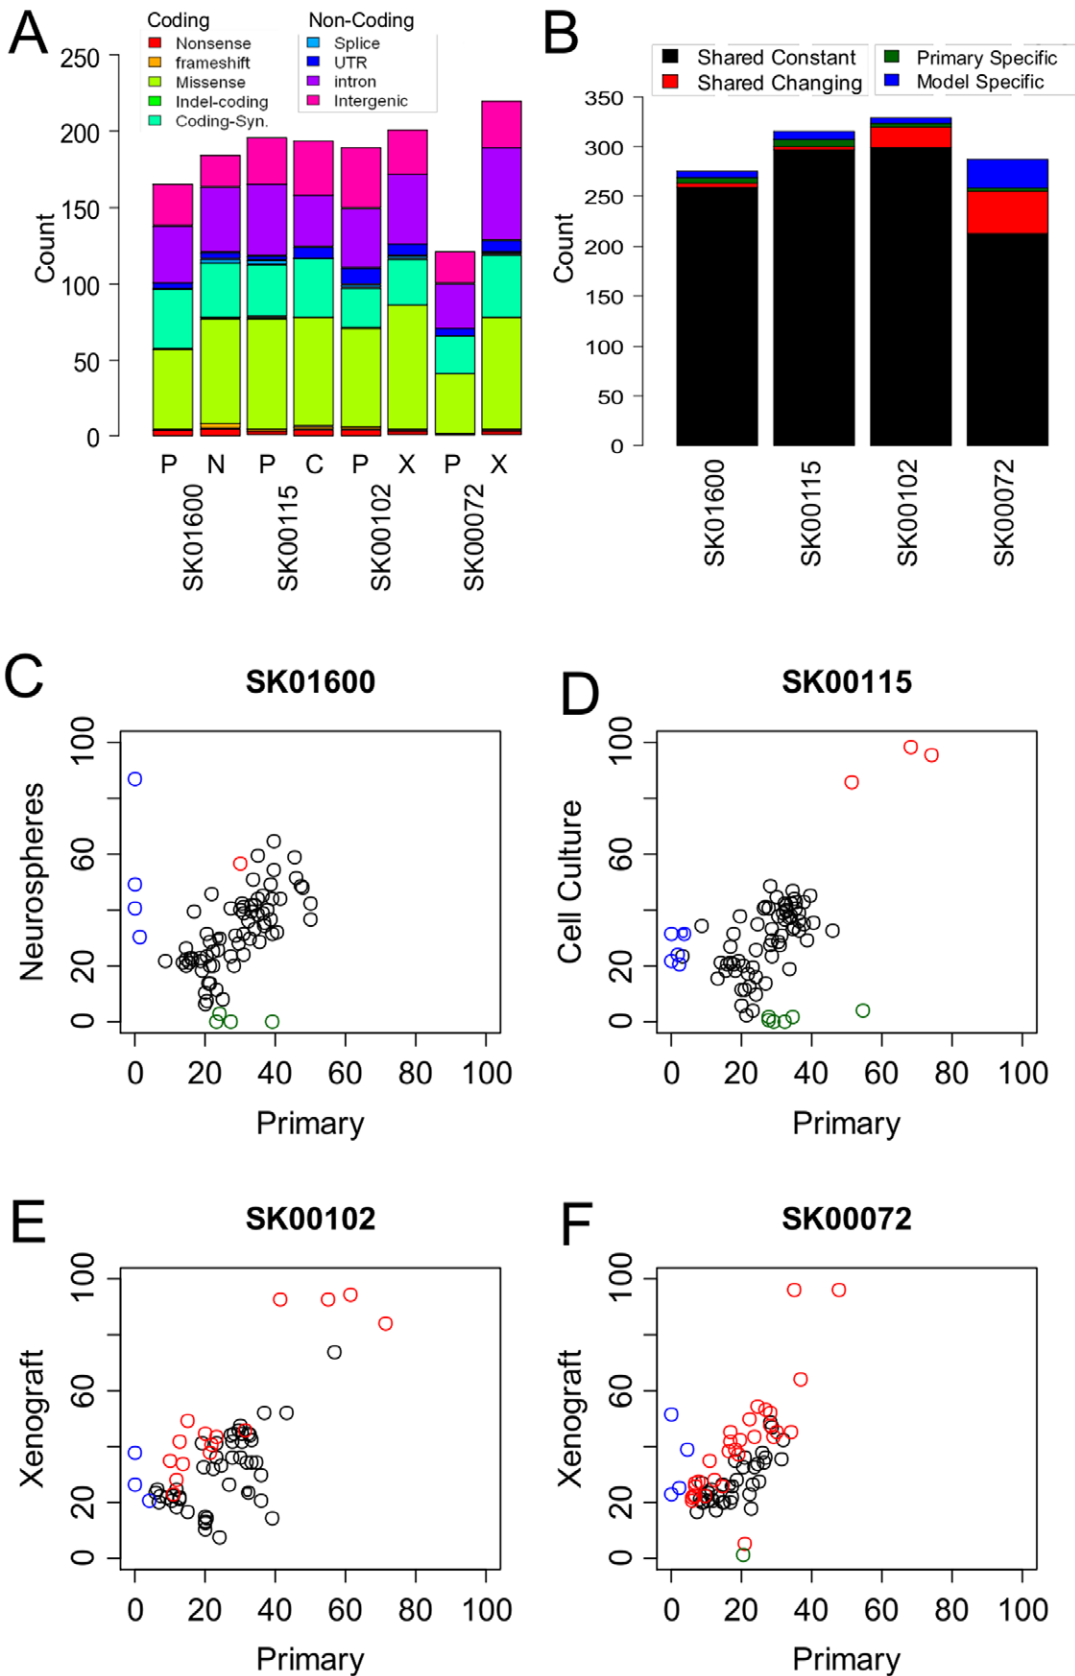 A
Coding
Nonsense
frameshift
Missense
Indel-coding
Coding-Syn.
Non-Coding
Splice
UTR
intron
Intergenic
Count
250
200
150
100
50
0
P N P C P X P X
SK01600
SK00115
SK00102
SK00072
B
Shared Constant
Shared Changing
Primary Specific
Model Specific
Count
350
300
250
200
150
100
50
0
SK01600
SK00115
SK00102
SK00072
C
SK01600
Neurospheres
100
60
20
0
0 20 40 60 80 100
Primary
D
SK00115
Cell Culture
100
60
20
0
0 20 40 60 80 100
Primary
E
SK00102
Xenograft
100
60
20
0
0 20 40 60 80 100
Primary
F
SK00072
Xenograft
100
60
20
0
0 20 40 60 80 100
Primary